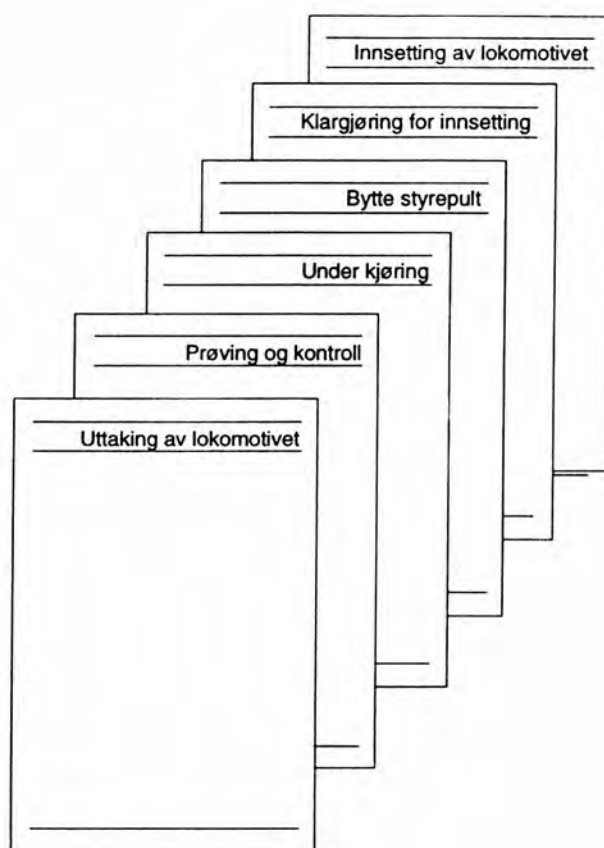 Innsetting av lokomotivet
Klargjøring for innsetting
Bytte styrepult
Under kjøring
Prøving og kontroll
Uttaking av lokomotivet